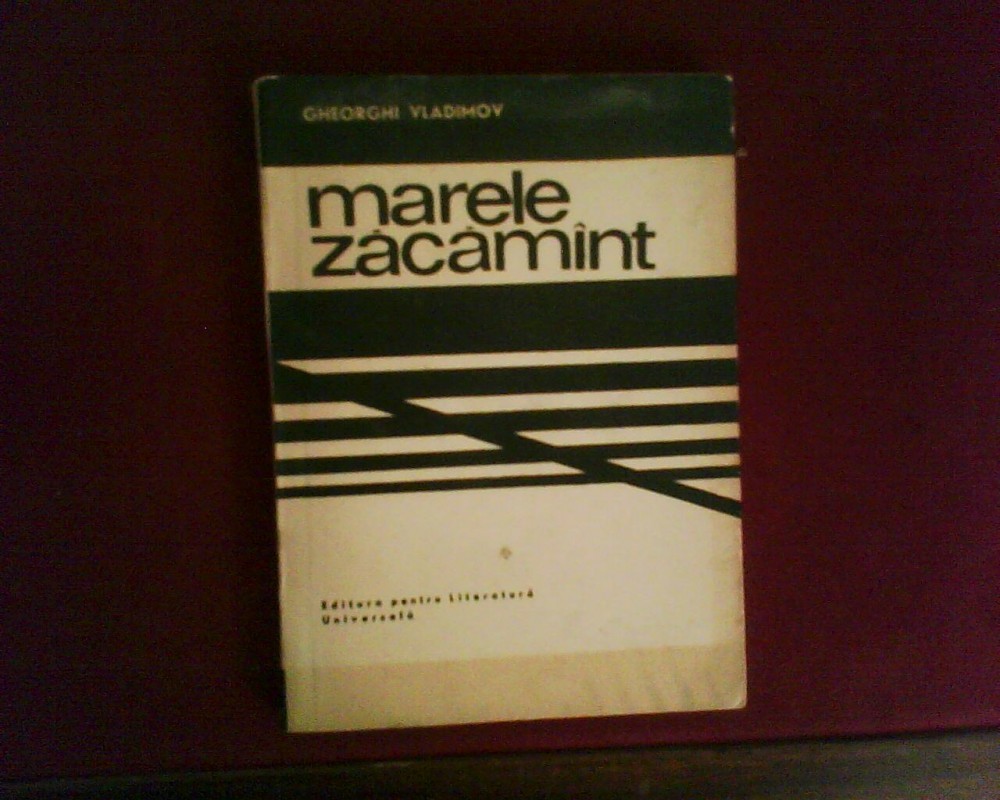 GHEORGHI VLADIMOV
marele
zăcămînt
Editura pentru Literatură
Universală